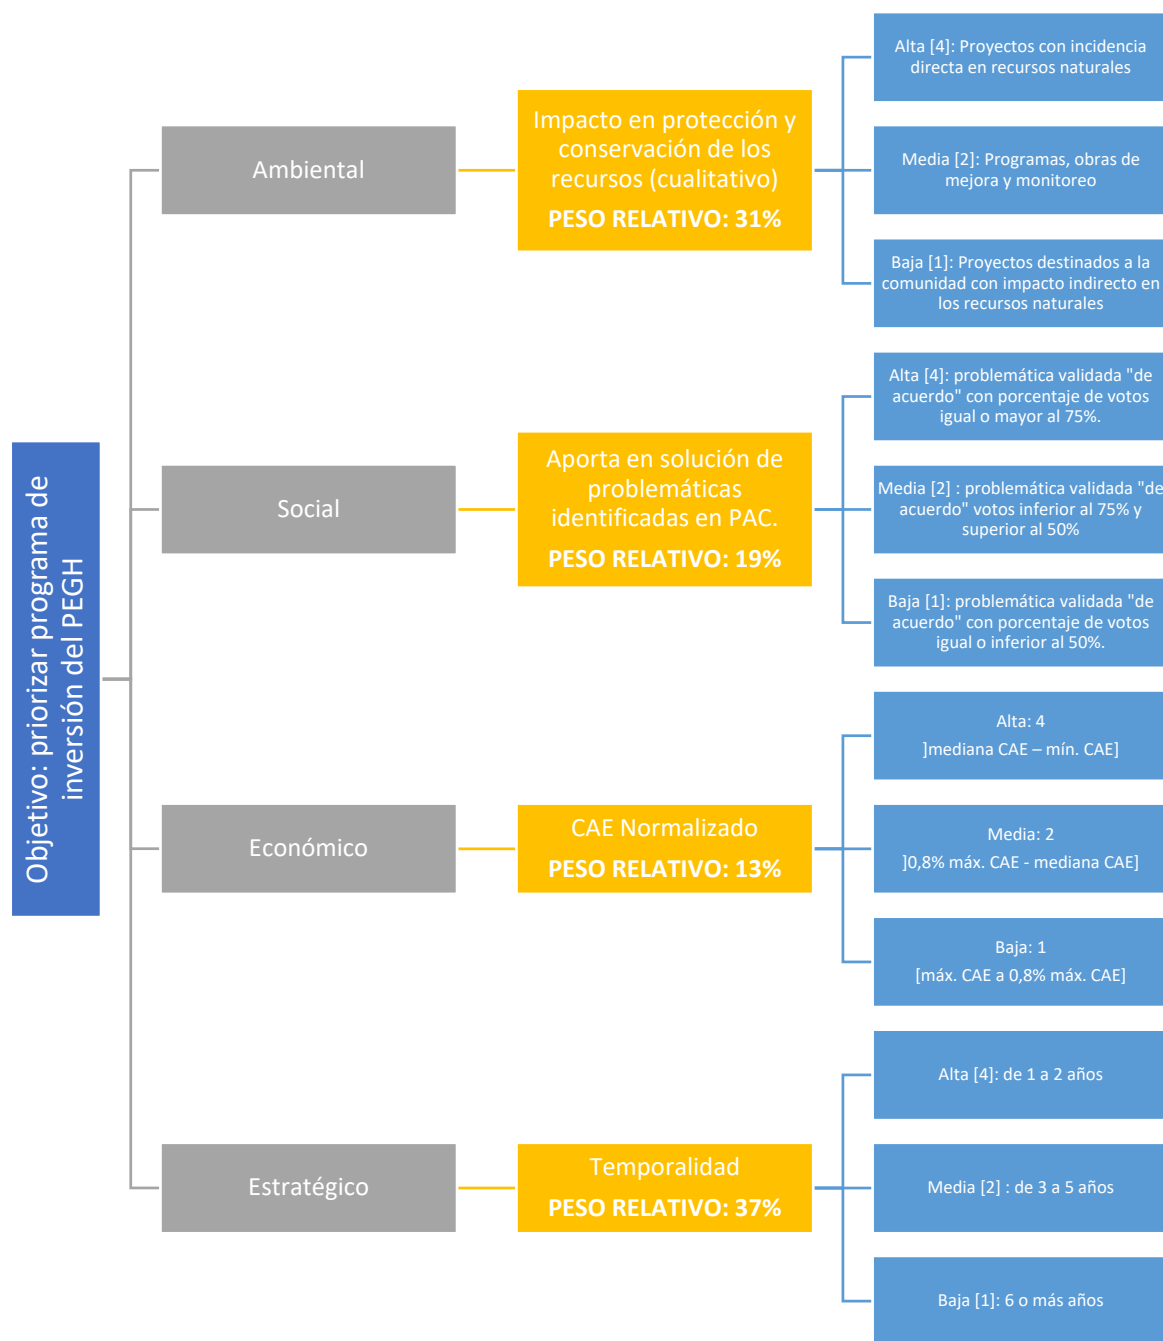 Objetivo: priorizar programa de
inversión del PEGH
Ambiental
Impacto en protección y
conservación de los
recursos (cualitativo)
PESO RELATIVO: 31%
Alta [4]: Proyectos con incidencia
directa en recursos naturales
Media [2]: Programas, obras de
mejora y monitoreo
Baja [1]: Proyectos destinados a la
comunidad con impacto indirecto en
los recursos naturales
Social
Aporta en solución de
problemáticas
identificadas en PAC.
PESO RELATIVO: 19%
Alta [4]: problemática validada "de
acuerdo" con porcentaje de votos
igual o mayor al 75%.
Media [2] : problemática validada "de
acuerdo" votos inferior al 75% y
superior al 50%
Baja [1]: problemática validada "de
acuerdo" con porcentaje de votos
igual o inferior al 50%.
Económico
CAE Normalizado
PESO RELATIVO: 13%
Alta: 4
]mediana CAE – mín. CAE]
Media: 2
]0,8% máx. CAE - mediana CAE]
Baja: 1
[máx. CAE a 0,8% máx. CAE]
Estratégico
Temporalidad
PESO RELATIVO: 37%
Alta [4]: de 1 a 2 años
Media [2] : de 3 a 5 años
Baja [1]: 6 o más años